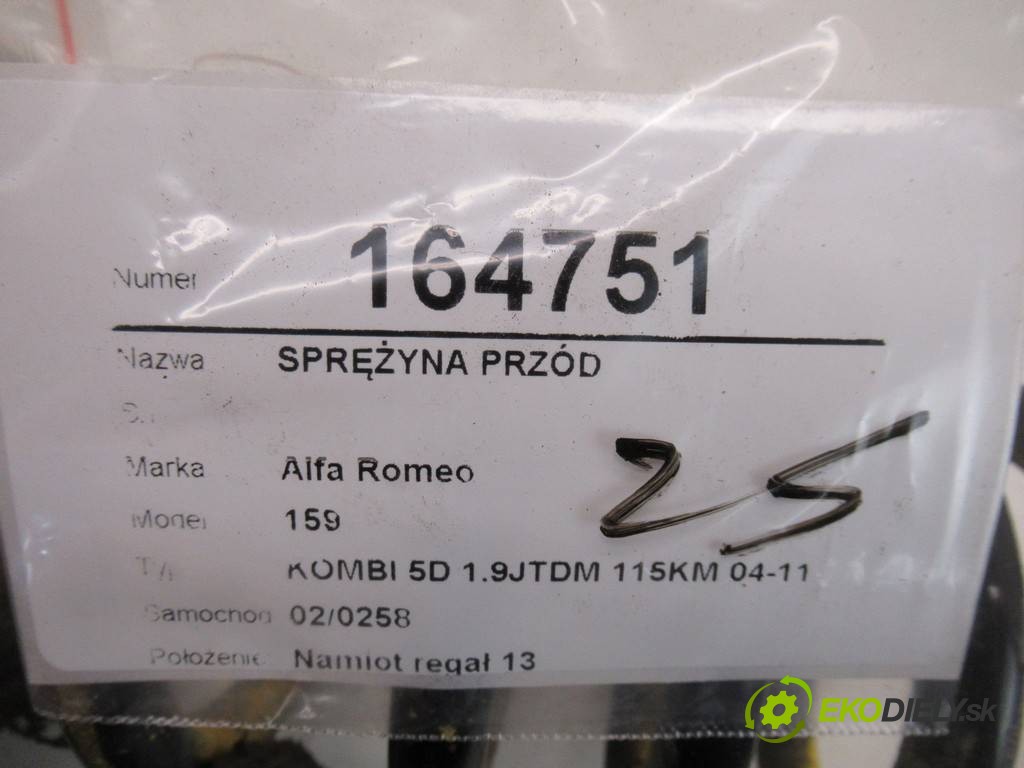 Numer 164751
Nazwa SPRĘŻYNA PRZÓD
Marka Alfa Romeo
25
Model 159
KOMBI 5D 1.9JTDM 115KM 04-11
Samochód 02/0258
Położenie Namiot regał 13
EKODIELY.sk